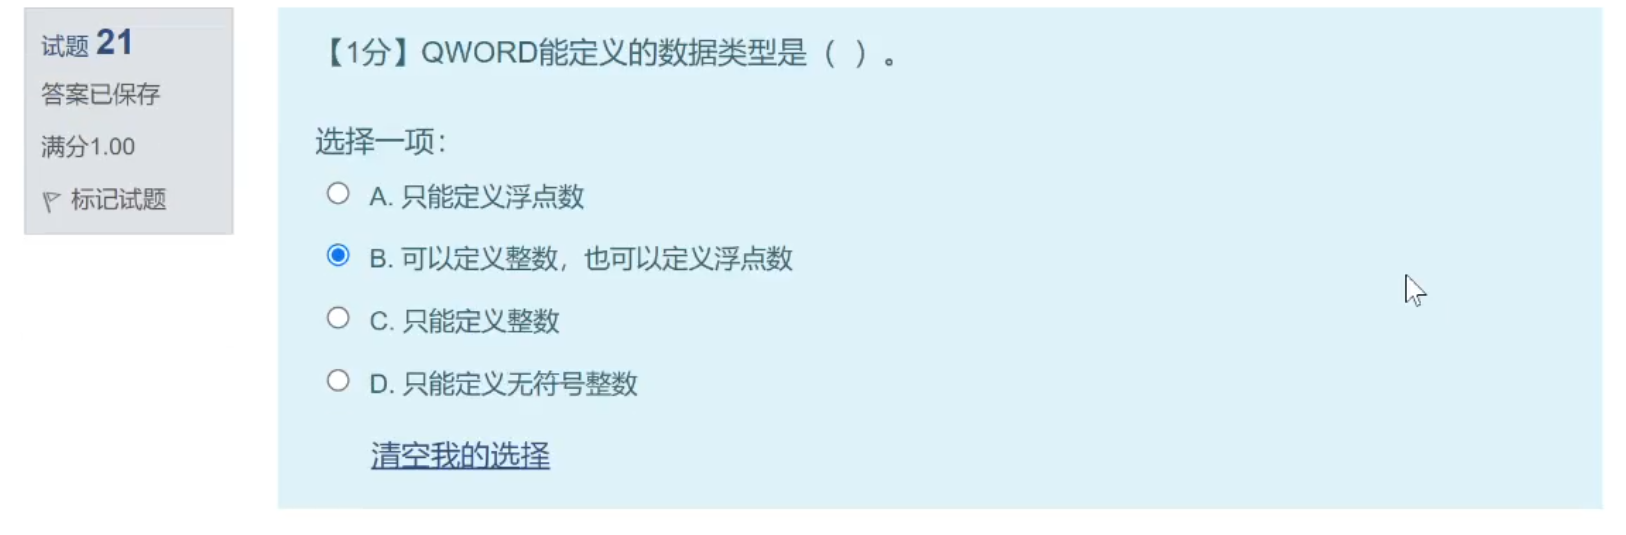 试题 21
答案已保存
满分1.00
标记试题
【1分】QWORD能定义的数据类型是（ ）。
选择一项：
A. 只能定义浮点数
B. 可以定义整数，也可以定义浮点数
C. 只能定义整数
D. 只能定义无符号整数
清空我的选择